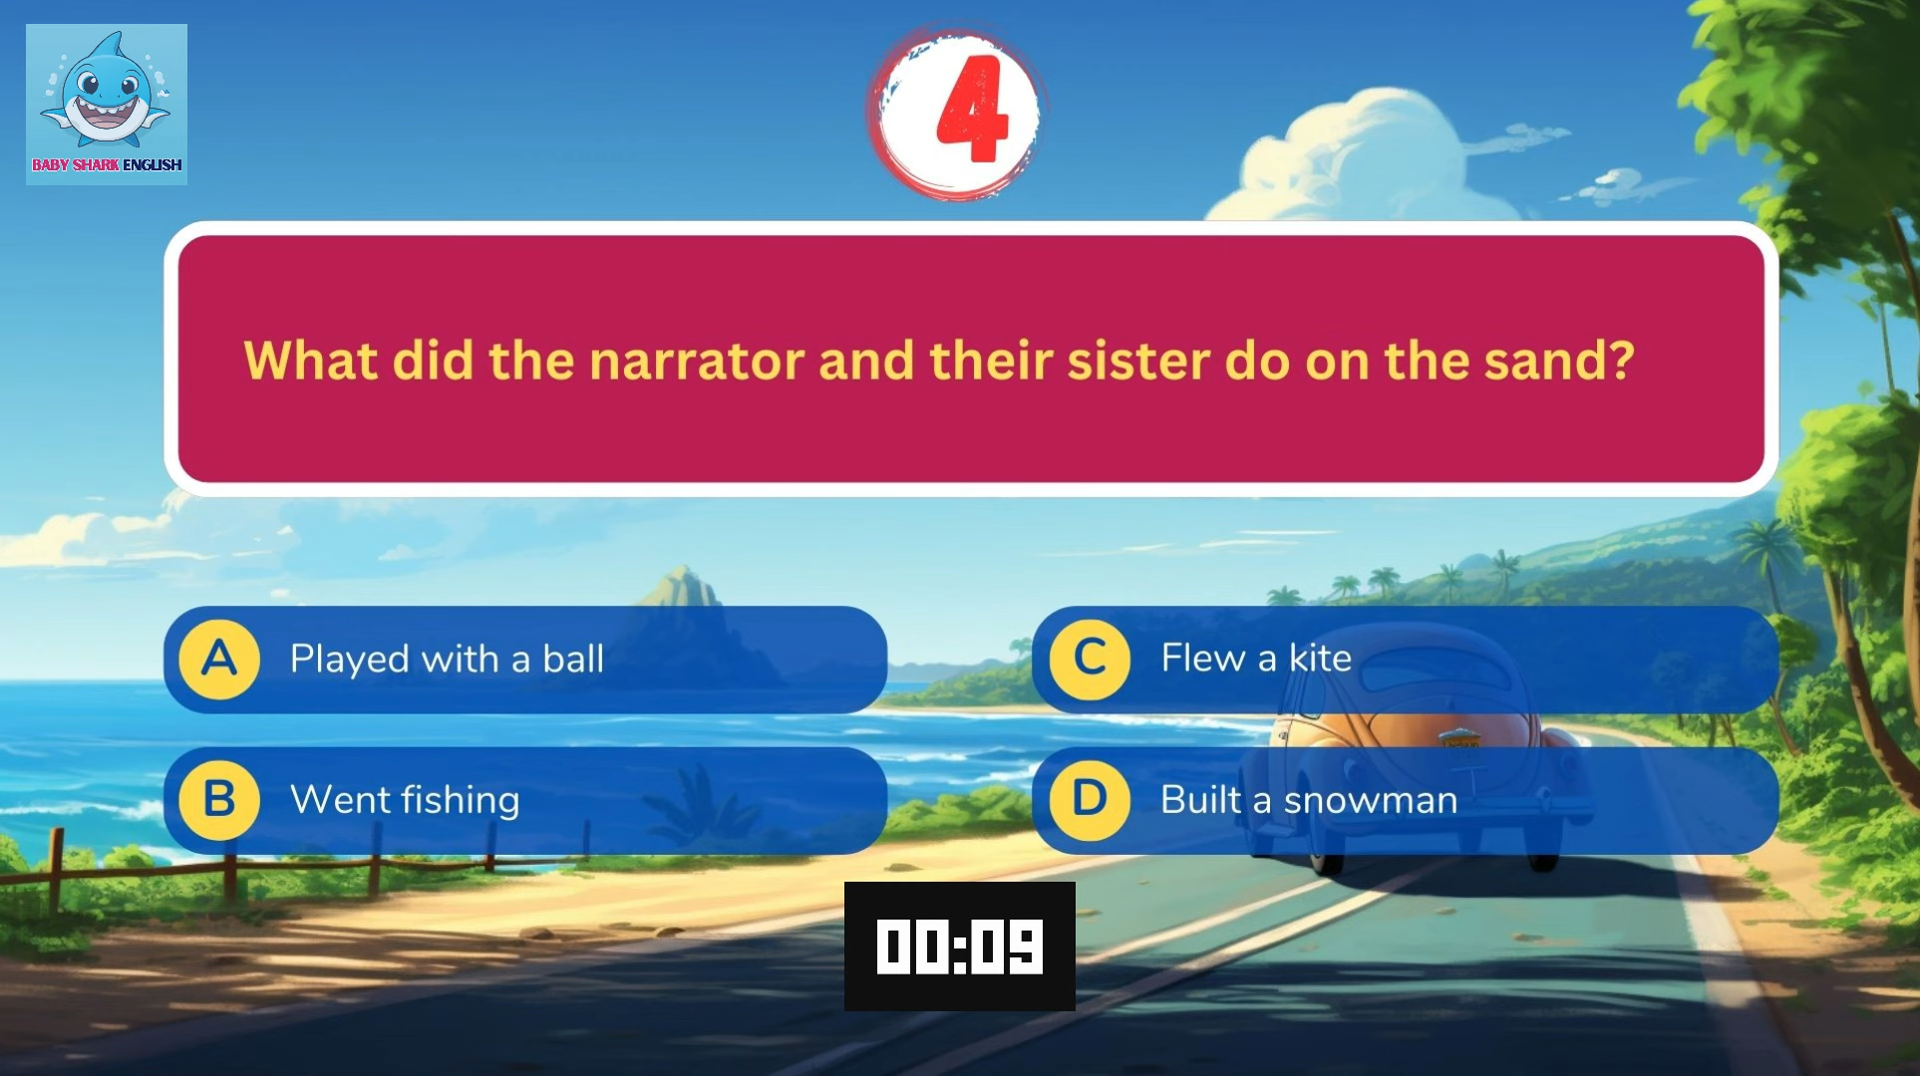 BABY SHARK ENGLISH
4
What did the narrator and their sister do on the sand?
A Played with a ball
B Went fishing
C Flew a kite
D Built a snowman
00:09